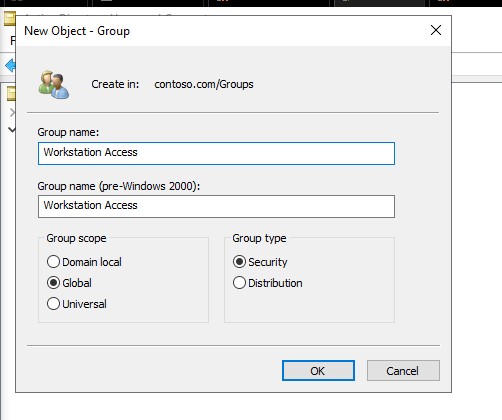 New Object - Group
Create in: contoso.com/Groups
Group name:
Workstation Access
Group name (pre-Windows 2000):
Workstation Access
Group scope
Domain local
Global
Universal
Group type
Security
Distribution
OK
Cancel